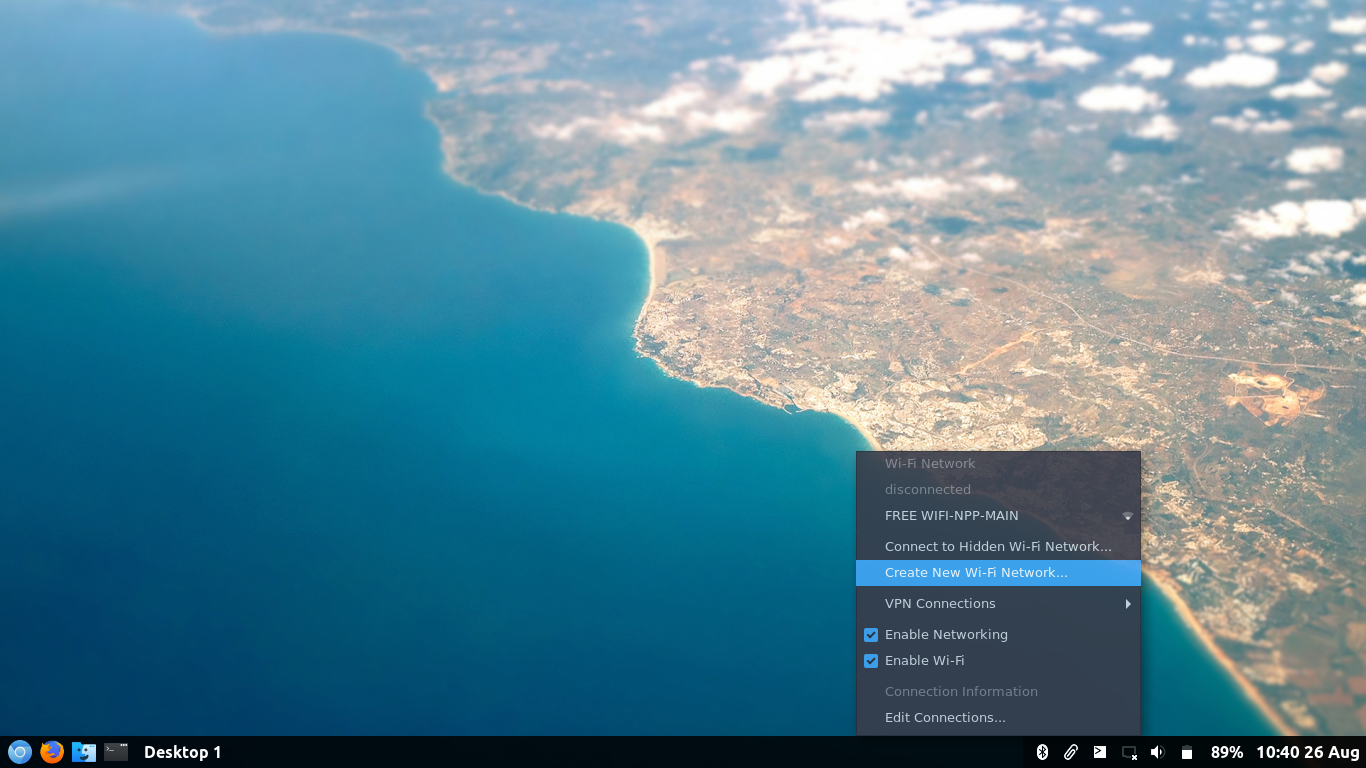 Wi-Fi Network
disconnected
FREE WIFI-NPP-MAIN
Connect to Hidden Wi-Fi Network...
Create New Wi-Fi Network...
VPN Connections
Enable Networking
Enable Wi-Fi
Connection Information
Edit Connections...
Desktop 1
89% 10:40 26 Aug